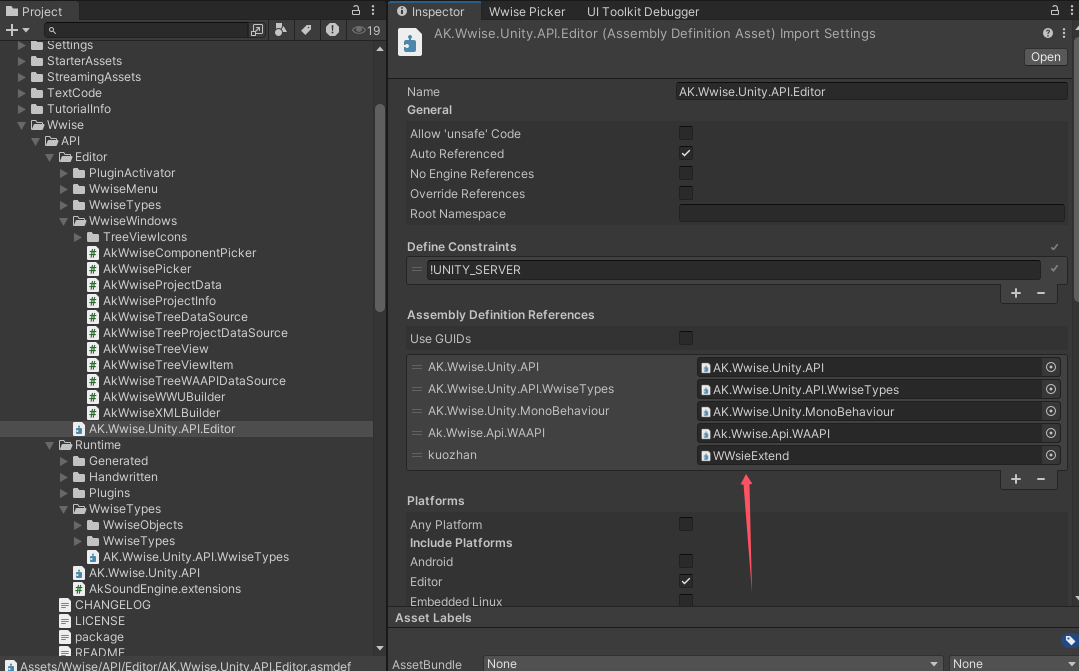 Project
19
Settings
StarterAssets
StreamingAssets
TextCode
TutorialInfo
Wwise
API
Editor
PluginActivator
WwiseMenu
WwiseTypes
WwiseWindows
TreeViewIcons
AkWwiseComponentPicker
AkWwisePicker
AkWwiseProjectData
AkWwiseProjectInfo
AkWwiseTreeDataSource
AkWwiseTreeProjectDataSource
AkWwiseTreeView
AkWwiseTreeViewItem
AkWwiseTreeWAAPIDataSource
AkWwiseWWUBuilder
AkWwiseXMLBuilder
AK.Wwise.Unity.API.Editor
Runtime
Generated
Handwritten
Plugins
WwiseTypes
WwiseObjects
WwiseTypes
AK.Wwise.Unity.API.WwiseTypes
AK.Wwise.Unity.API
AkSoundEngine.extensions
CHANGELOG
LICENSE
package
README
Assets/Wwise/API/Editor/AK.Wwise.Unity.API.Editor.asmdef
Inspector Wwise Picker UI Toolkit Debugger
AK.Wwise.Unity.API.Editor (Assembly Definition Asset) Import Settings
Open
Name AK.Wwise.Unity.API.Editor
General
Allow 'unsafe' Code
Auto Referenced
No Engine References
Override References
Root Namespace
Define Constraints
!UNITY_SERVER
Assembly Definition References
Use GUIDs
AK.Wwise.Unity.API AK.Wwise.Unity.API
AK.Wwise.Unity.API.WwiseTypes AK.Wwise.Unity.API.WwiseTypes
AK.Wwise.Unity.MonoBehaviour AK.Wwise.Unity.MonoBehaviour
Ak.Wwise.Api.WAAPI Ak.Wwise.Api.WAAPI
kuozhan WWsieExtend
Platforms
Any Platform
Include Platforms
Android
Editor
Embedded Linux
Asset Labels
AssetBundle None None